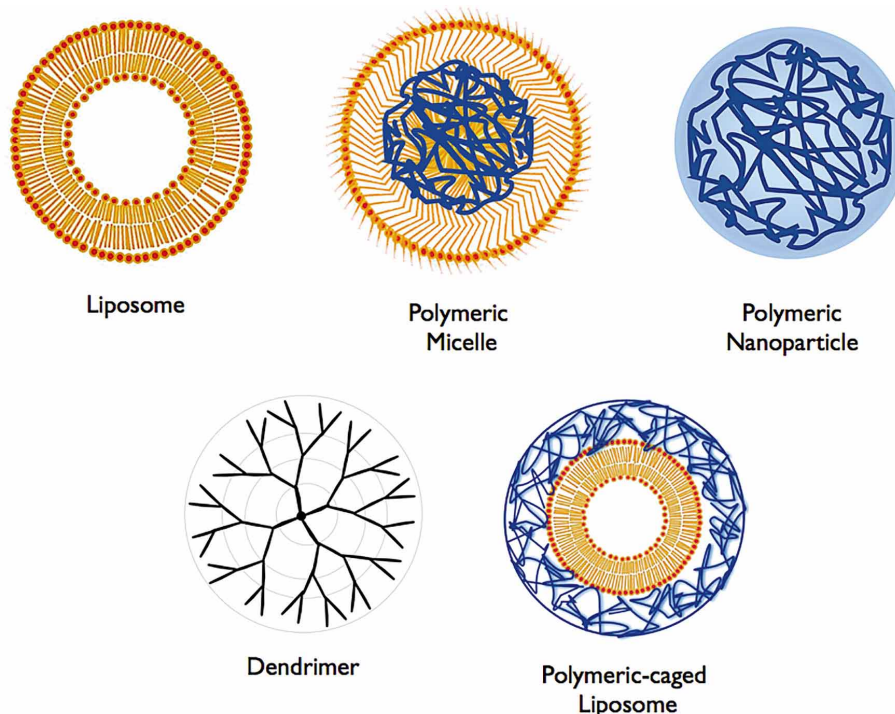 Liposome
Polymeric
Micelle
Polymeric
Nanoparticle
Dendrimer
Polymeric-caged
Liposome